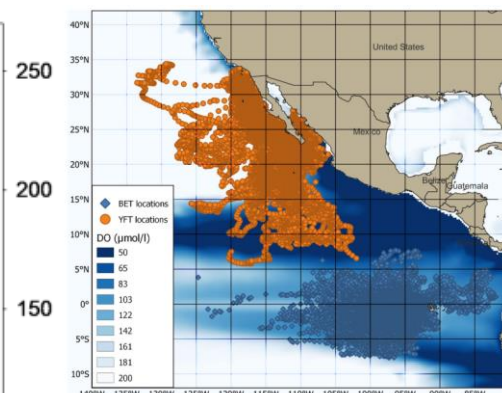 250
200
150
40°N
35°N
30°N
25°N
20°N
15°N
10°N
5°N
0°
5°S
10°S
United States
Mexico
Guatemala
BET locations
YFT locations
DO (µmol/l)
50
65
83
103
122
142
161
181
200